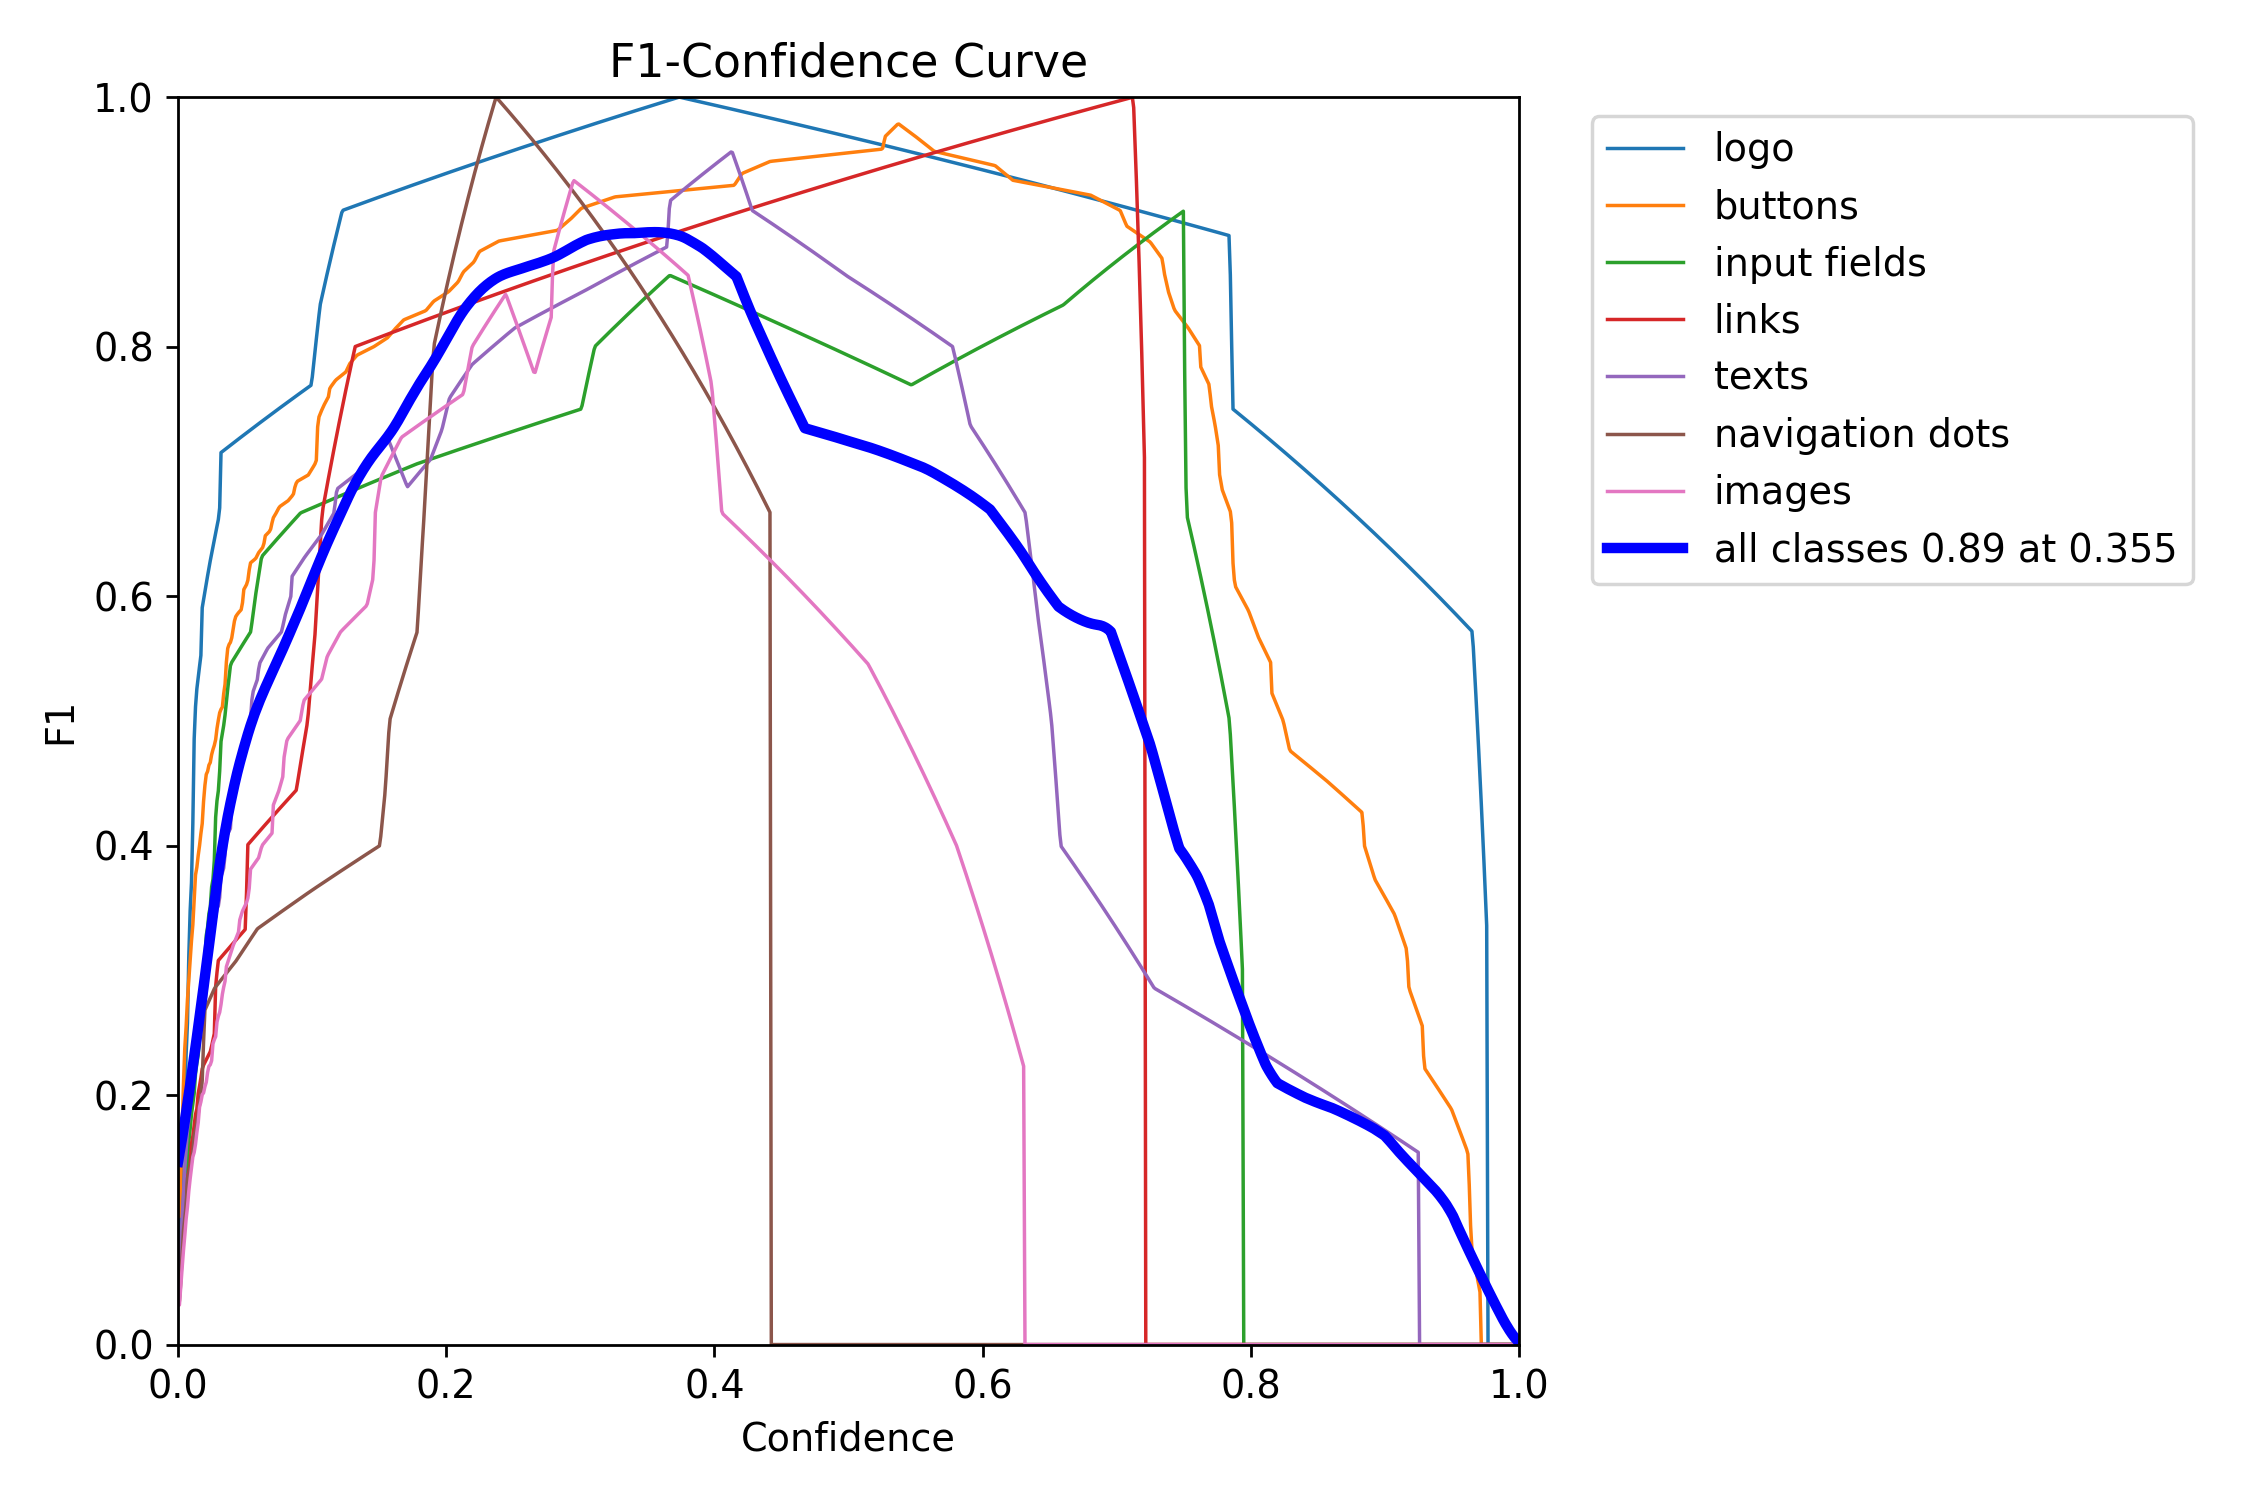 F1-Confidence Curve
1.0
0.8
0.6
0.4
0.2
0.0
F1
0.0 0.2 0.4 0.6 0.8 1.0
Confidence
logo
buttons
input fields
links
texts
navigation dots
images
all classes 0.89 at 0.355